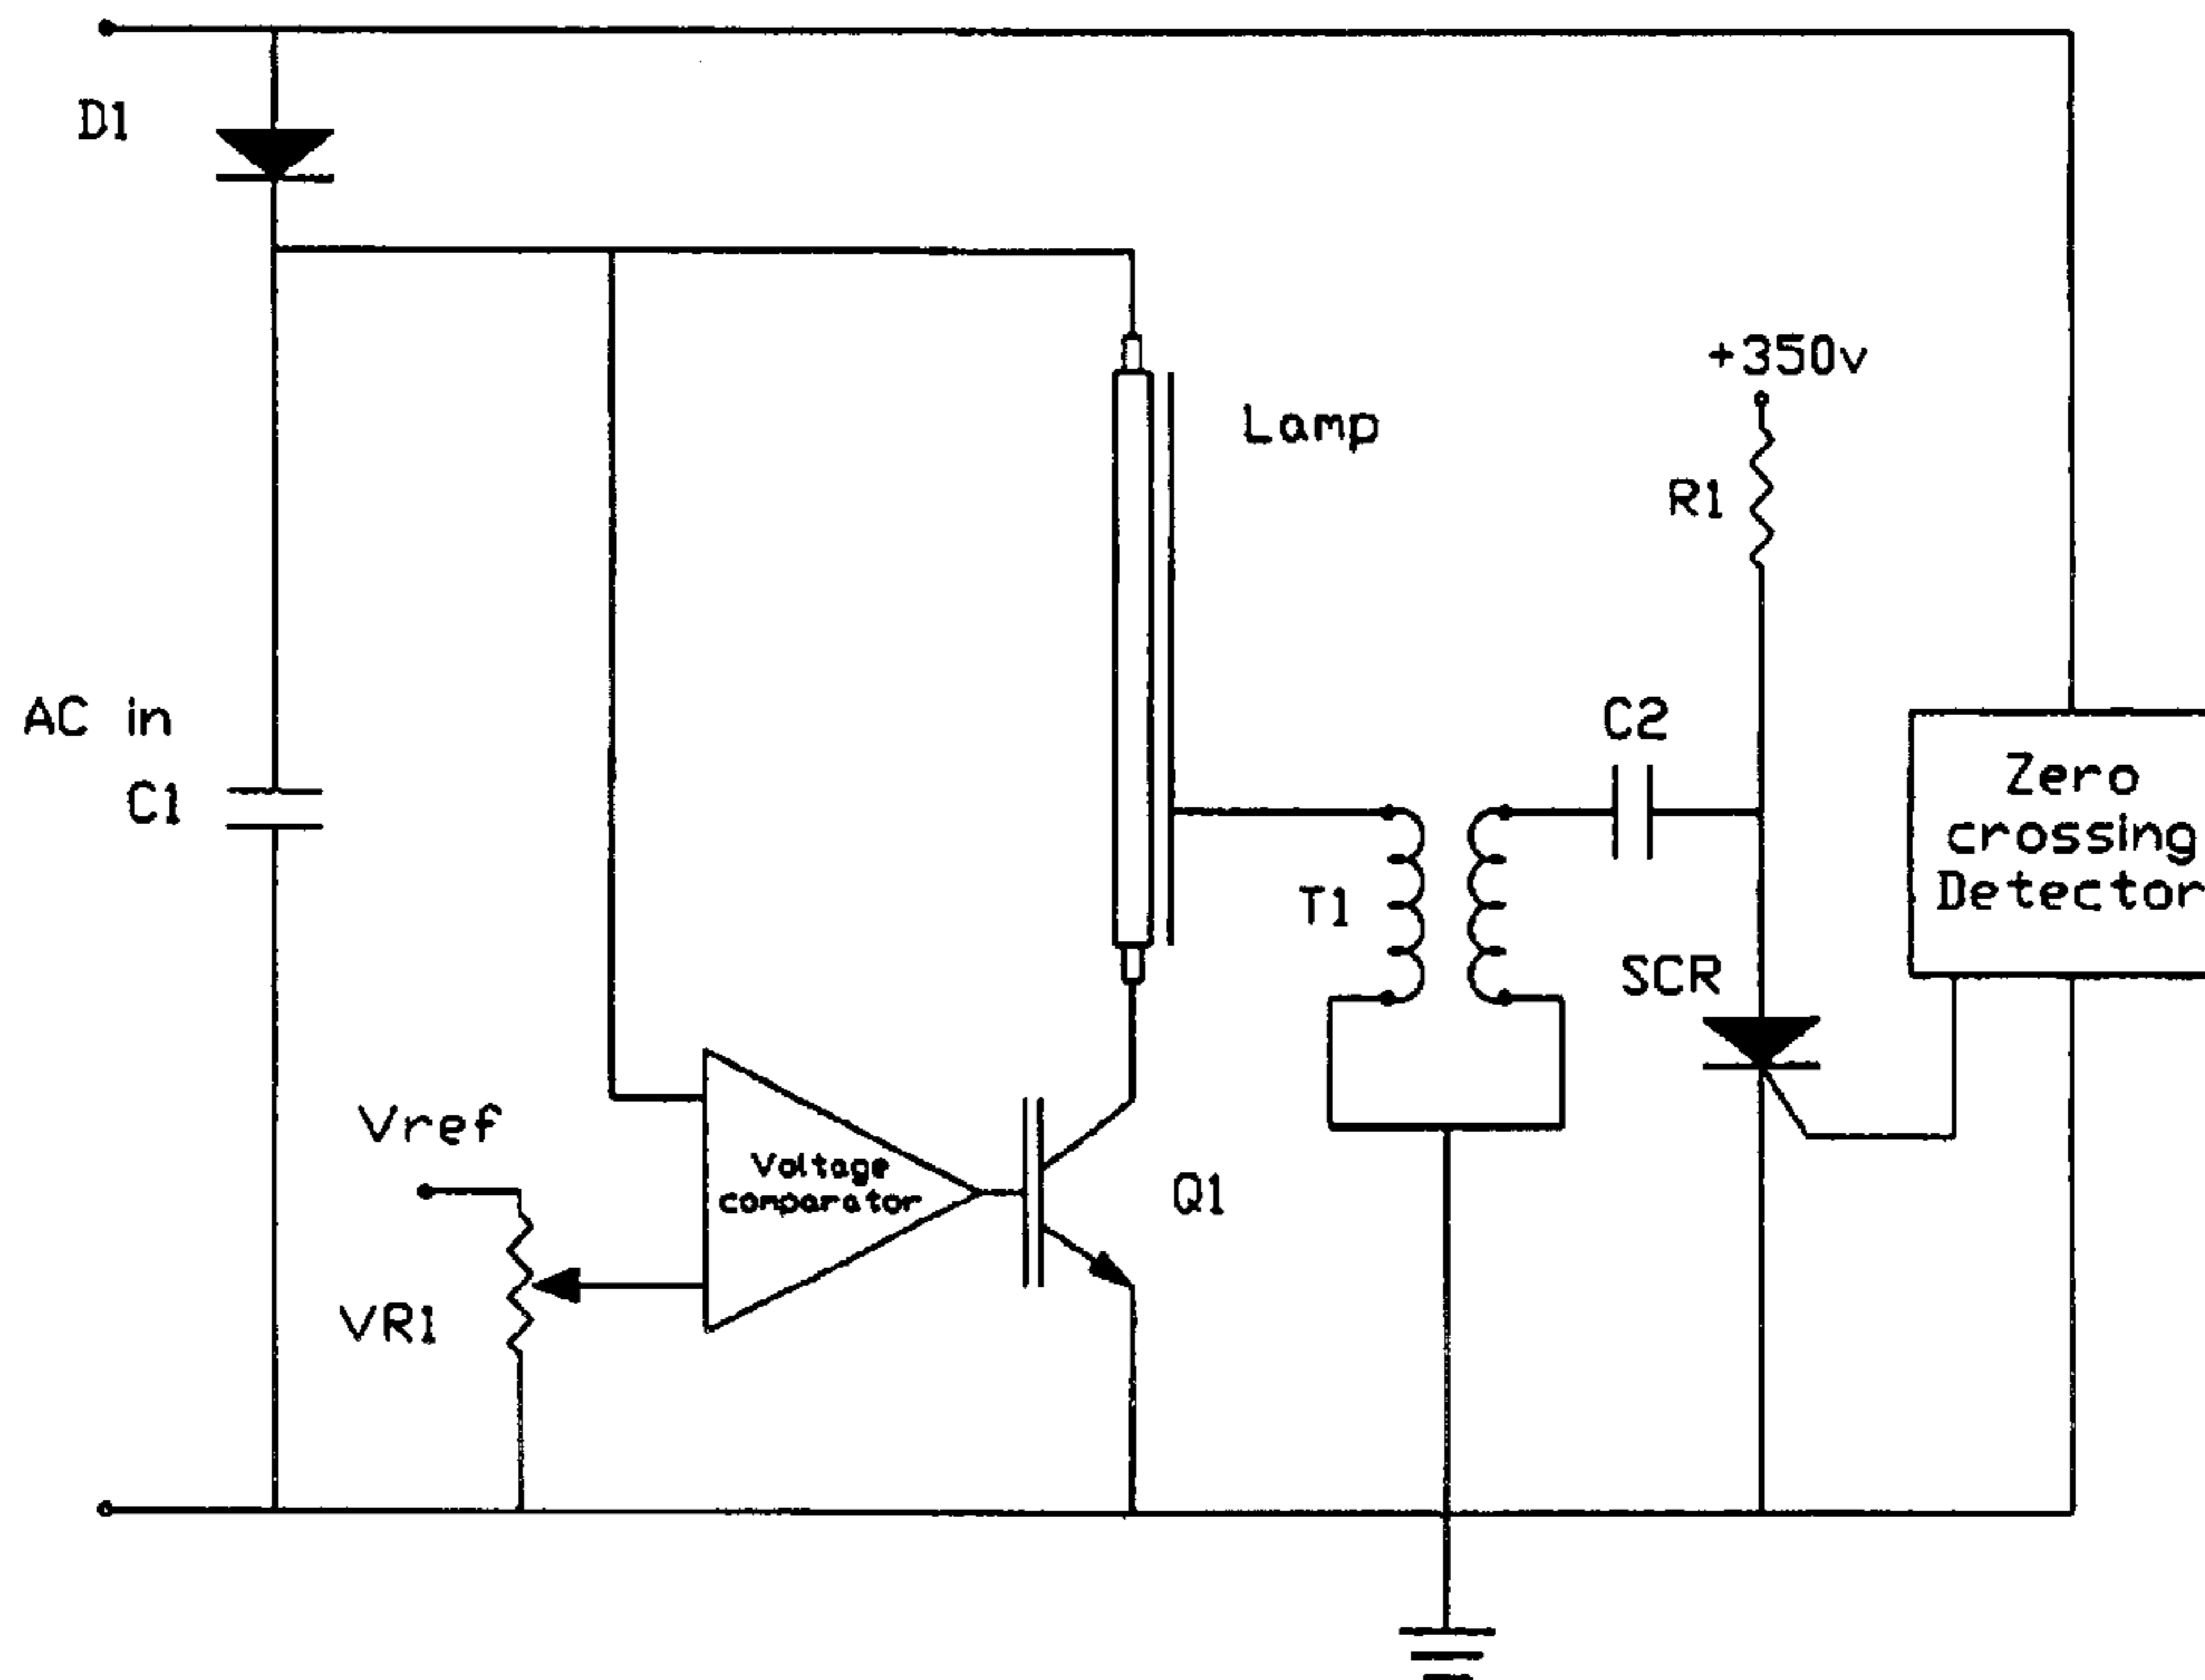 D1
+350v
Lamp
R1
AC in
C1
C2
Zero
crossing
Detector
T1
SCR
Vref
Voltage
comparator
Q1
VR1